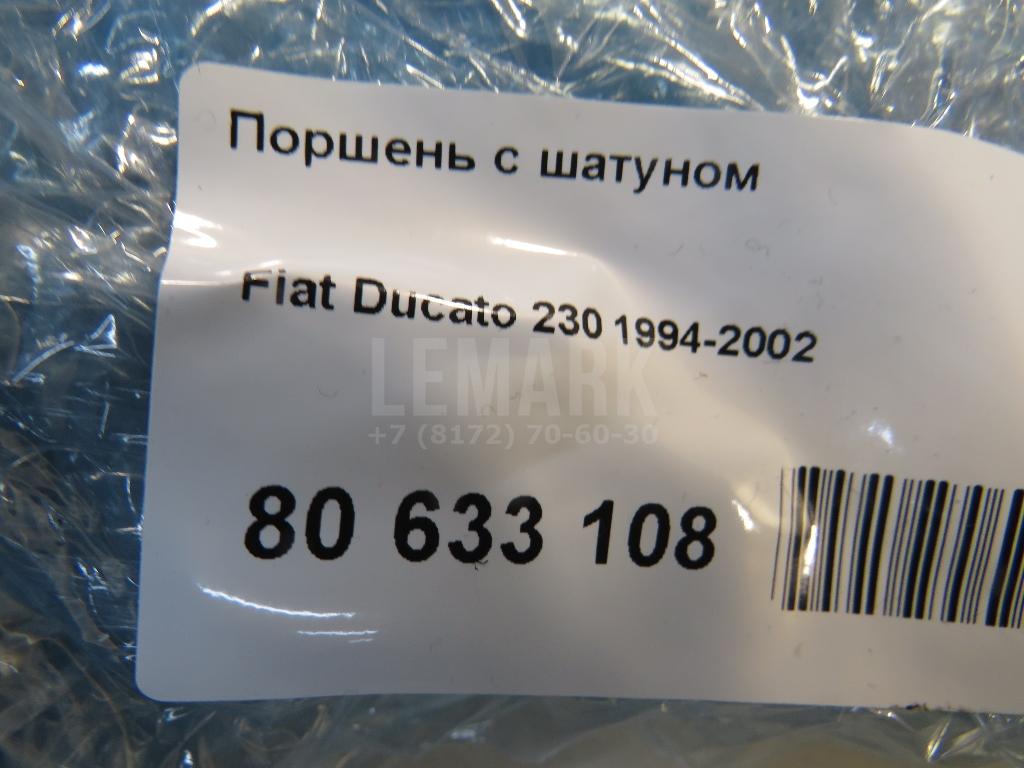 Поршень с шатуном
Fiat Ducato 230 1994-2002
LEMARK
+7 (8172) 70-60-30
80 633 108